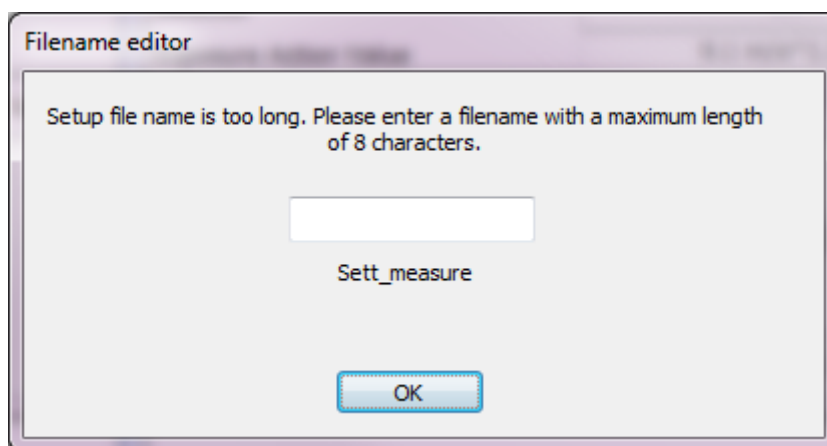 Filename editor
Setup file name is too long. Please enter a filename with a maximum length
of 8 characters.
Sett_measure
OK